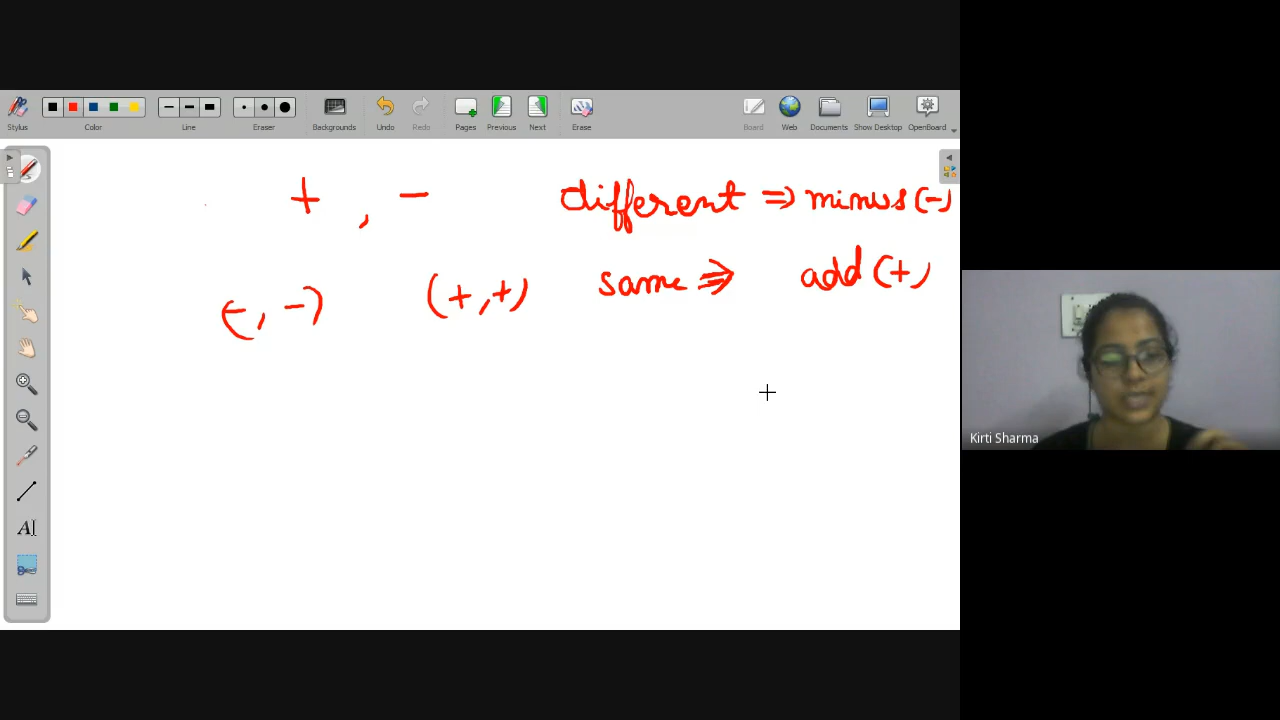 Stylus Color Line Eraser Backgrounds Undo Redo Pages Previous Next Erase Board Web Documents Show Desktop OpenBoard
+ , - different ⇒ minus (-)
(-, -) (+,+) same ⇒ add (+)
A
Kirti Sharma